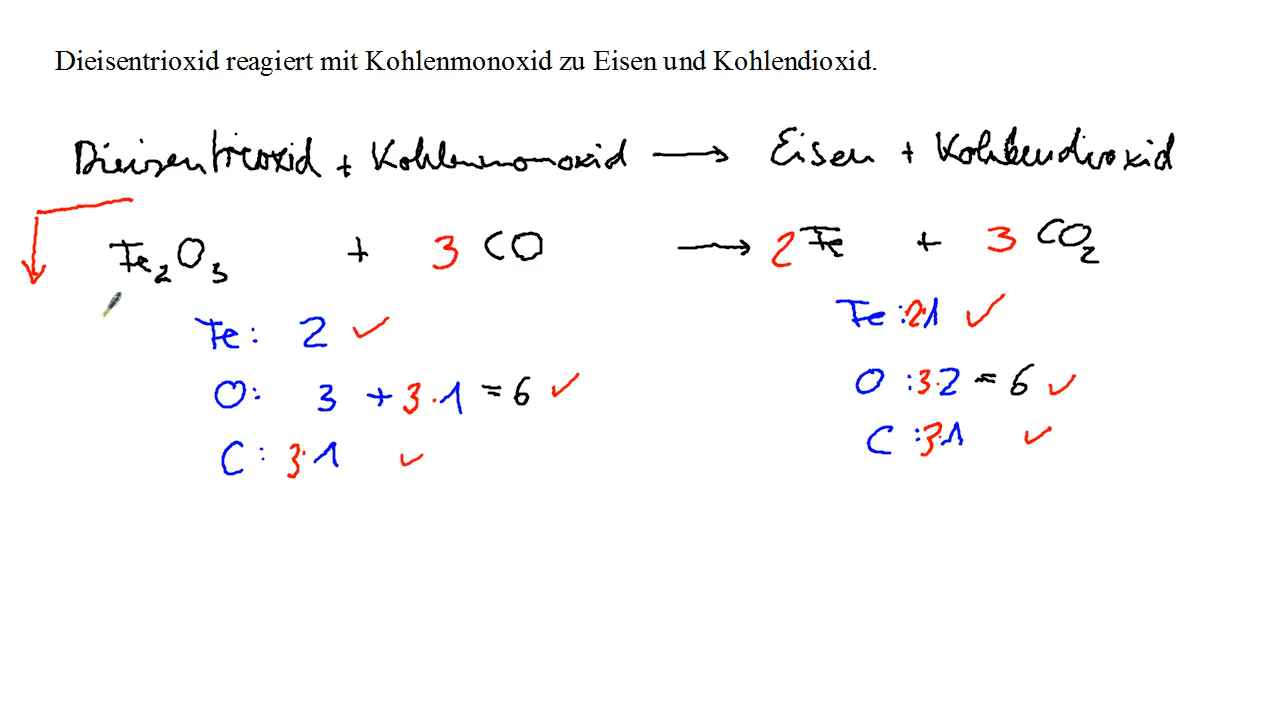 Dieisentrioxid reagiert mit Kohlenmonoxid zu Eisen und Kohlendioxid.
Dieisentrioxid + Kohlenmonoxid → Eisen + Kohlendioxid
Fe₂O₃ + 3 CO → 2 Fe + 3 CO₂
Fe: 2 ✓ Fe: 2·1 ✓
O: 3 + 3·1 = 6 ✓ O: 3·2 = 6 ✓
C: 3·1 ✓ C: 3·1 ✓